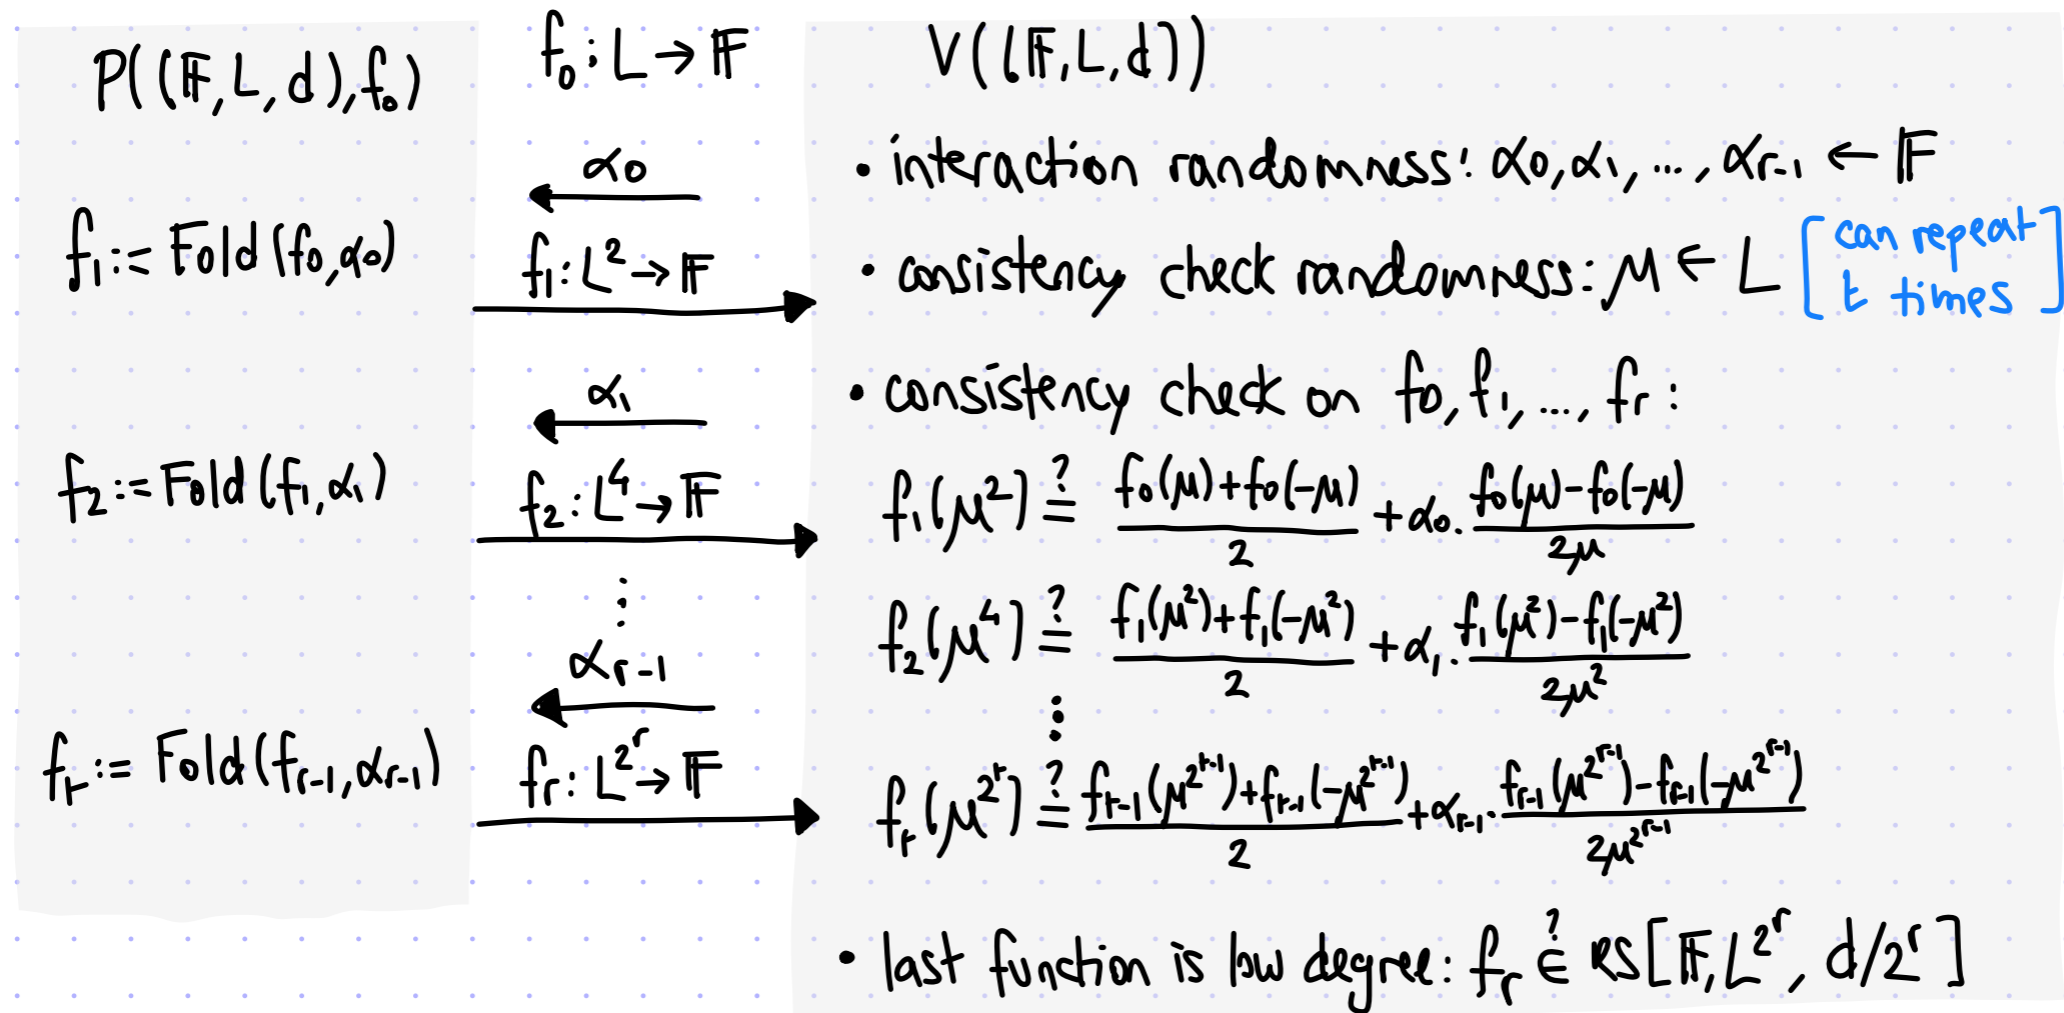 P((𝔽,L,d),f₀)
f₀:L→𝔽
V((𝔽,L,d))
α₀
• interaction randomness: α₀,α₁,...,αᵣ₋₁ ← 𝔽
f₁:=Fold(f₀,α₀)
f₁:L²→𝔽
• consistency check randomness: μ ← L [can repeat
t times]
α₁
• consistency check on f₀,f₁,...,fᵣ:
f₂:=Fold(f₁,α₁)
f₂:L⁴→𝔽
f₁(μ²) ≟ (f₀(μ)+f₀(-μ))/2 + α₀·(f₀(μ)-f₀(-μ))/2μ
⋮
f₂(μ⁴) ≟ (f₁(μ²)+f₁(-μ²))/2 + α₁·(f₁(μ²)-f₁(-μ²))/2μ²
αᵣ₋₁
⋮
fᵣ:=Fold(fᵣ₋₁,αᵣ₋₁)
fᵣ:L^{2^r}→𝔽
fᵣ(μ^{2^r}) ≟ (fᵣ₋₁(μ^{2^{r-1}})+fᵣ₋₁(-μ^{2^{r-1}}))/2 + αᵣ₋₁·(fᵣ₋₁(μ^{2^{r-1}})-fᵣ₋₁(-μ^{2^{r-1}}))/2μ^{2^{r-1}}
• last function is low degree: fᵣ ∈? RS[𝔽,L^{2^r}, d/2^r]